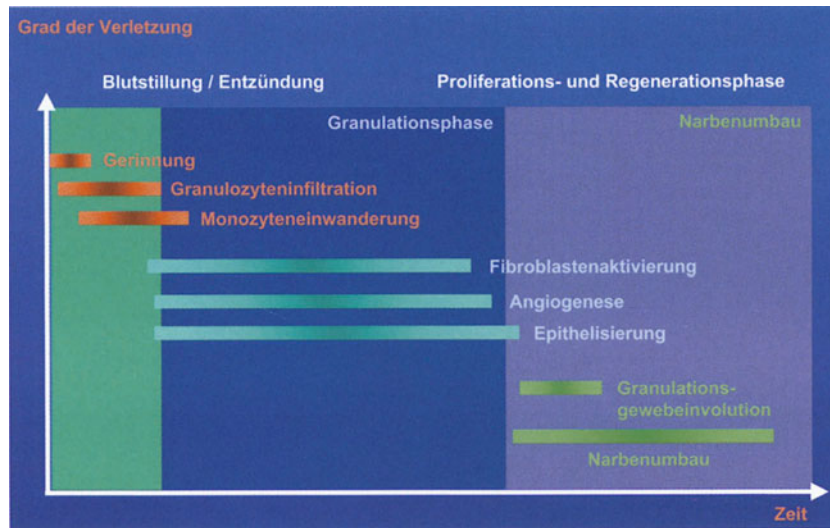 Grad der Verletzung
Blutstillung / Entzündung
Proliferations- und Regenerationsphase
Granulationsphase
Narbenumbau
Gerinnung
Granulozyteninfiltration
Monozyteneinwanderung
Fibroblastenaktivierung
Angiogenese
Epithelisierung
Granulations-
gewebeinvolution
Narbenumbau
Zeit